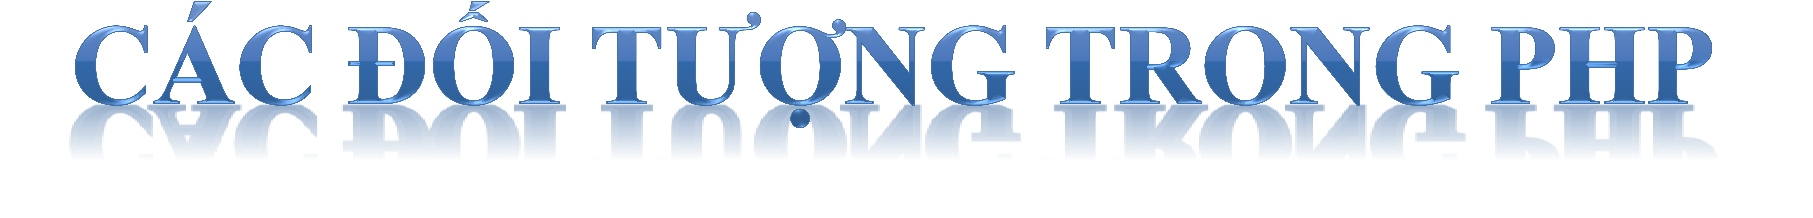 CÁC ĐỐI TƯỢNG TRONG PHP